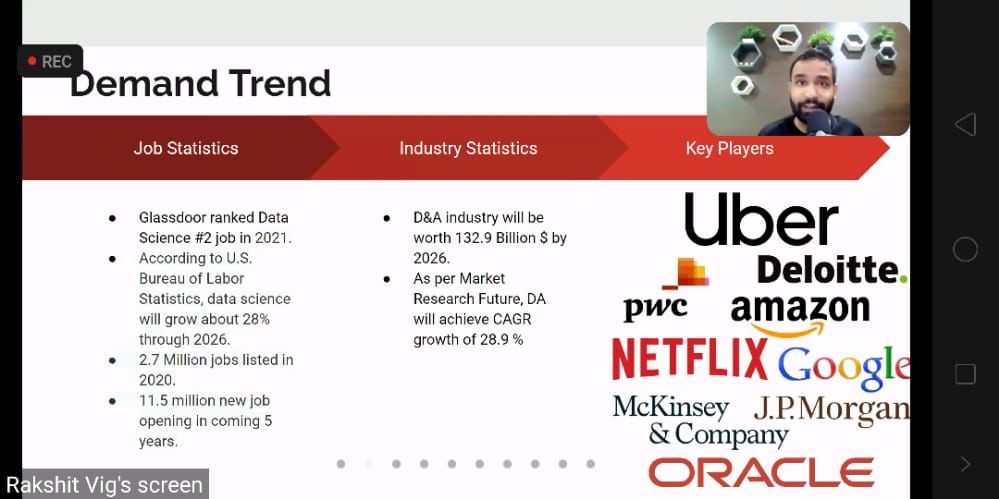 REC
Demand Trend
Job Statistics
Industry Statistics
Key Players
● Glassdoor ranked Data
Science #2 job in 2021.
● According to U.S.
Bureau of Labor
Statistics, data science
will grow about 28%
through 2026.
● 2.7 Million jobs listed in
2020.
● 11.5 million new job
opening in coming 5
years.
● D&A industry will be
worth 132.9 Billion $ by
2026.
● As per Market
Research Future, DA
will achieve CAGR
growth of 28.9 %
Uber
Deloitte.
pwc
amazon
NETFLIX
Google
McKinsey
& Company
J.P.Morgan
ORACLE
Rakshit Vig's screen